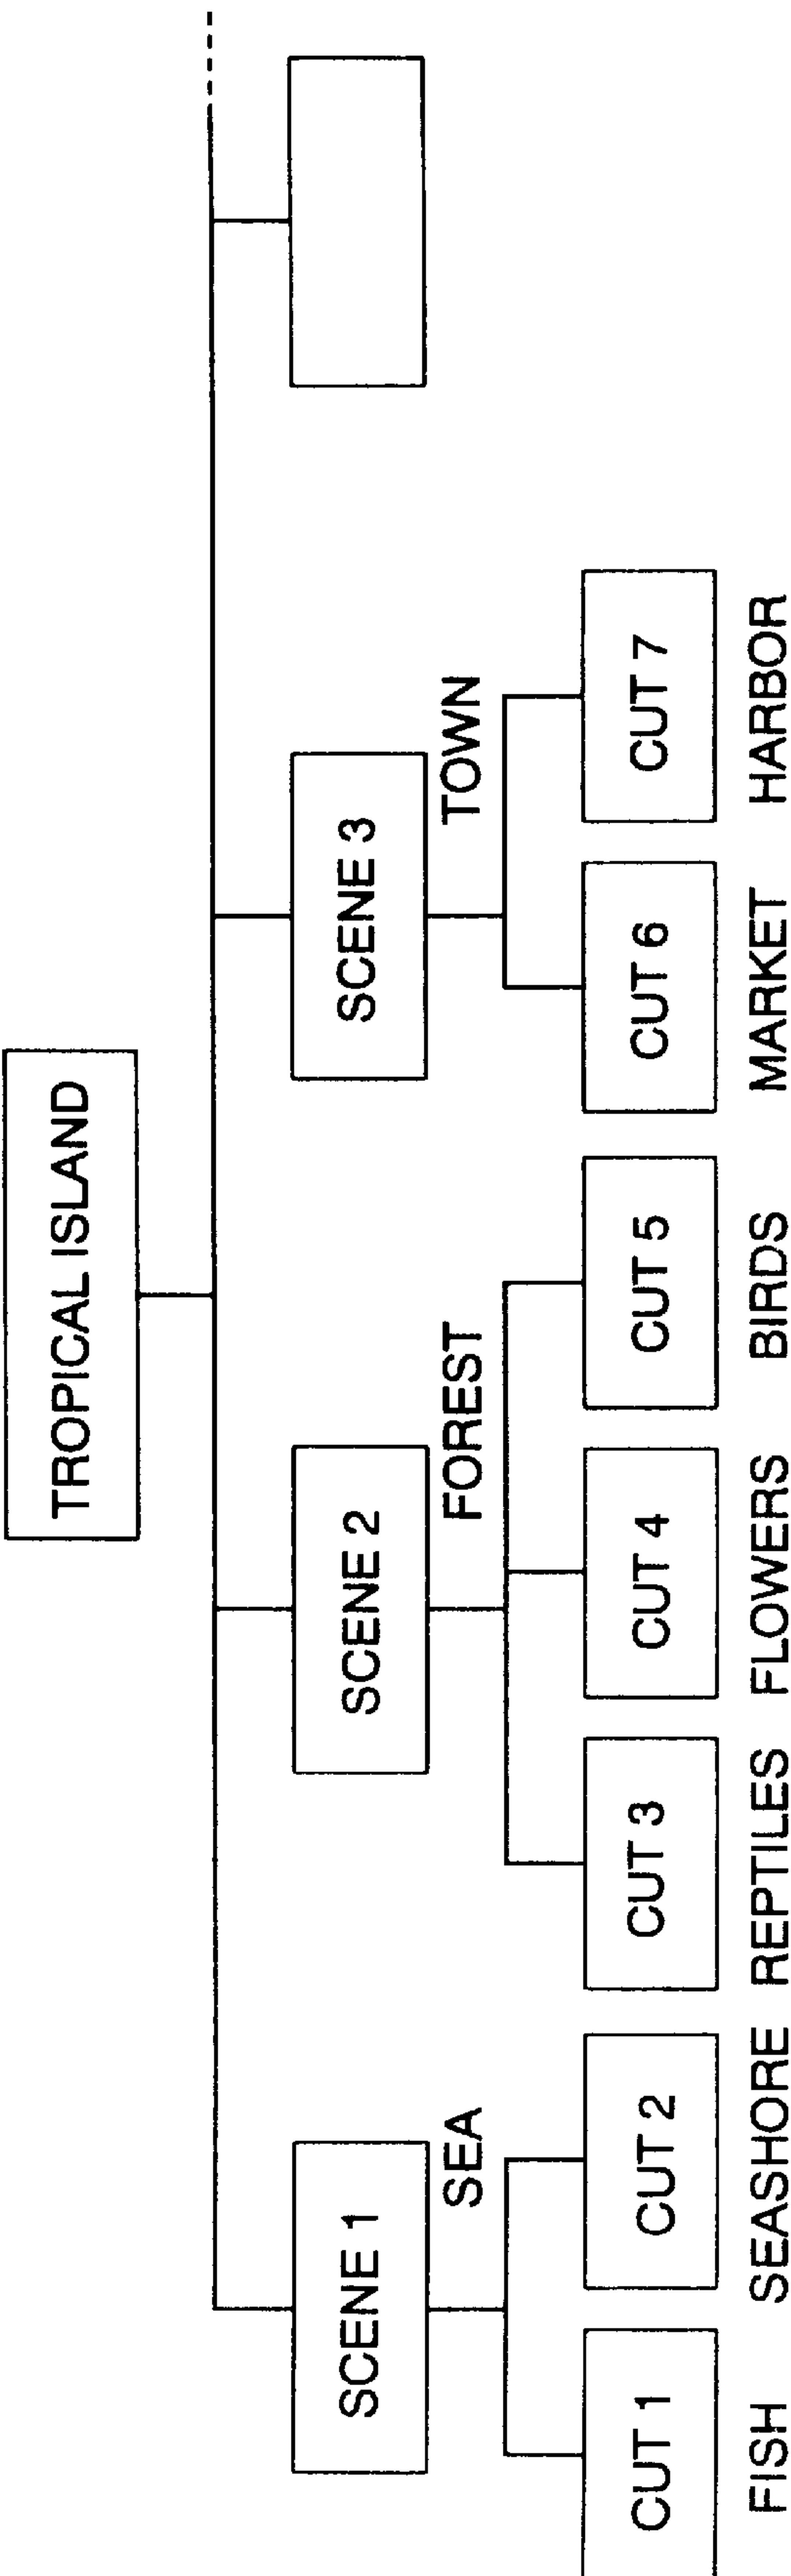 TROPICAL ISLAND
SCENE 1
SCENE 2
SCENE 3
SEA
FOREST
TOWN
CUT 1
CUT 2
CUT 3
CUT 4
CUT 5
CUT 6
CUT 7
FISH
SEASHORE
REPTILES
FLOWERS
BIRDS
MARKET
HARBOR